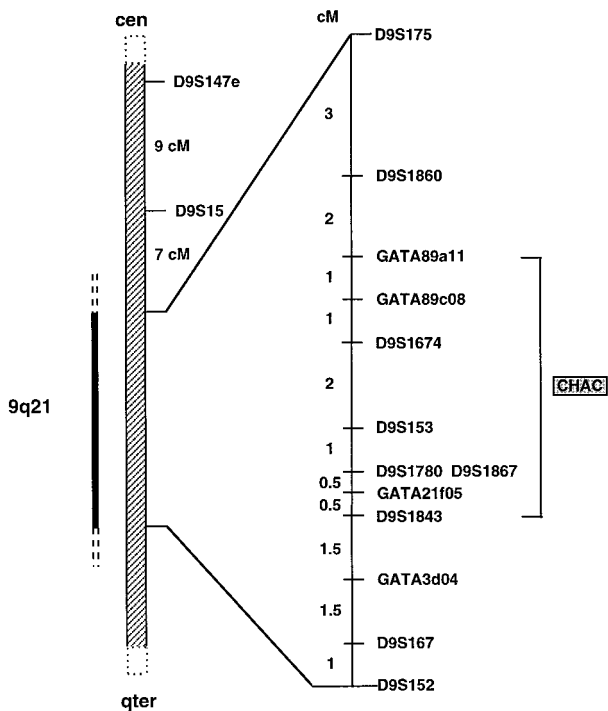 cen
cM
D9S175
D9S147e
3
9 cM
D9S1860
D9S15
2
7 cM
GATA89a11
1
GATA89c08
1
D9S1674
2
CHAC
9q21
D9S153
1
D9S1780 D9S1867
0.5
GATA21f05
0.5
D9S1843
1.5
GATA3d04
1.5
D9S167
1
D9S152
qter